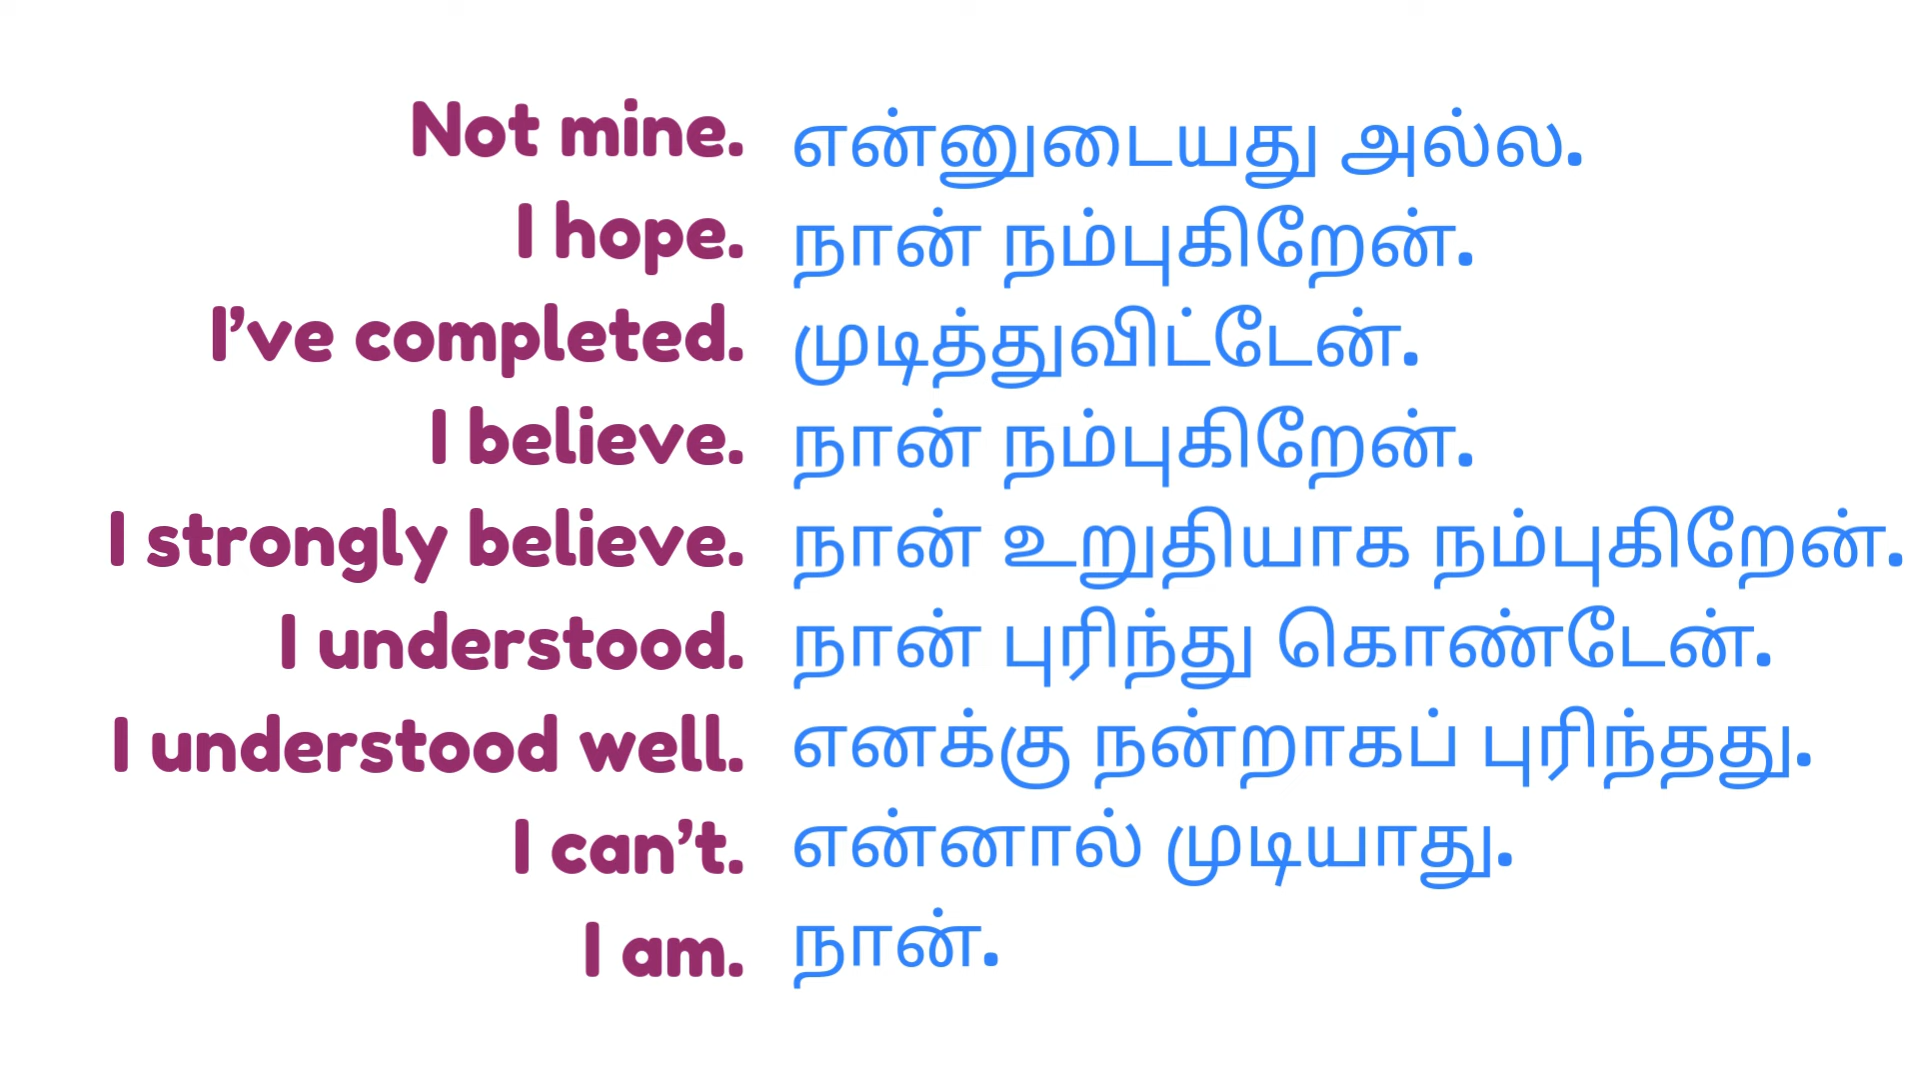 Not mine. என்னுடையது அல்ல.
I hope. நான் நம்புகிறேன்.
I’ve completed. முடித்துவிட்டேன்.
I believe. நான் நம்புகிறேன்.
I strongly believe. நான் உறுதியாக நம்புகிறேன்.
I understood. நான் புரிந்து கொண்டேன்.
I understood well. எனக்கு நன்றாகப் புரிந்தது.
I can’t. என்னால் முடியாது.
I am. நான்.